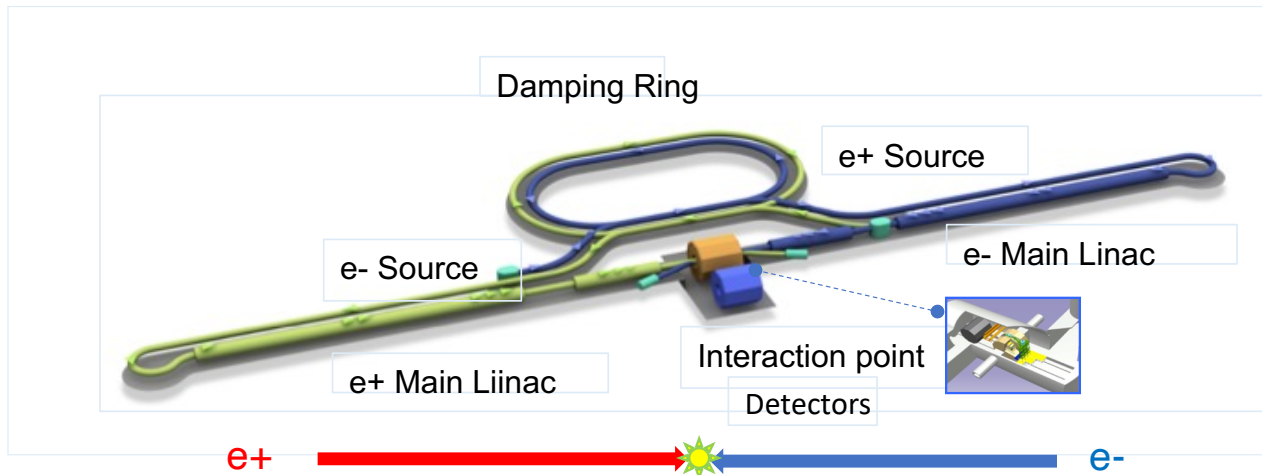 Damping Ring
e+ Source
e- Source
e- Main Linac
Interaction point
e+ Main Liinac
Detectors
e+
e-